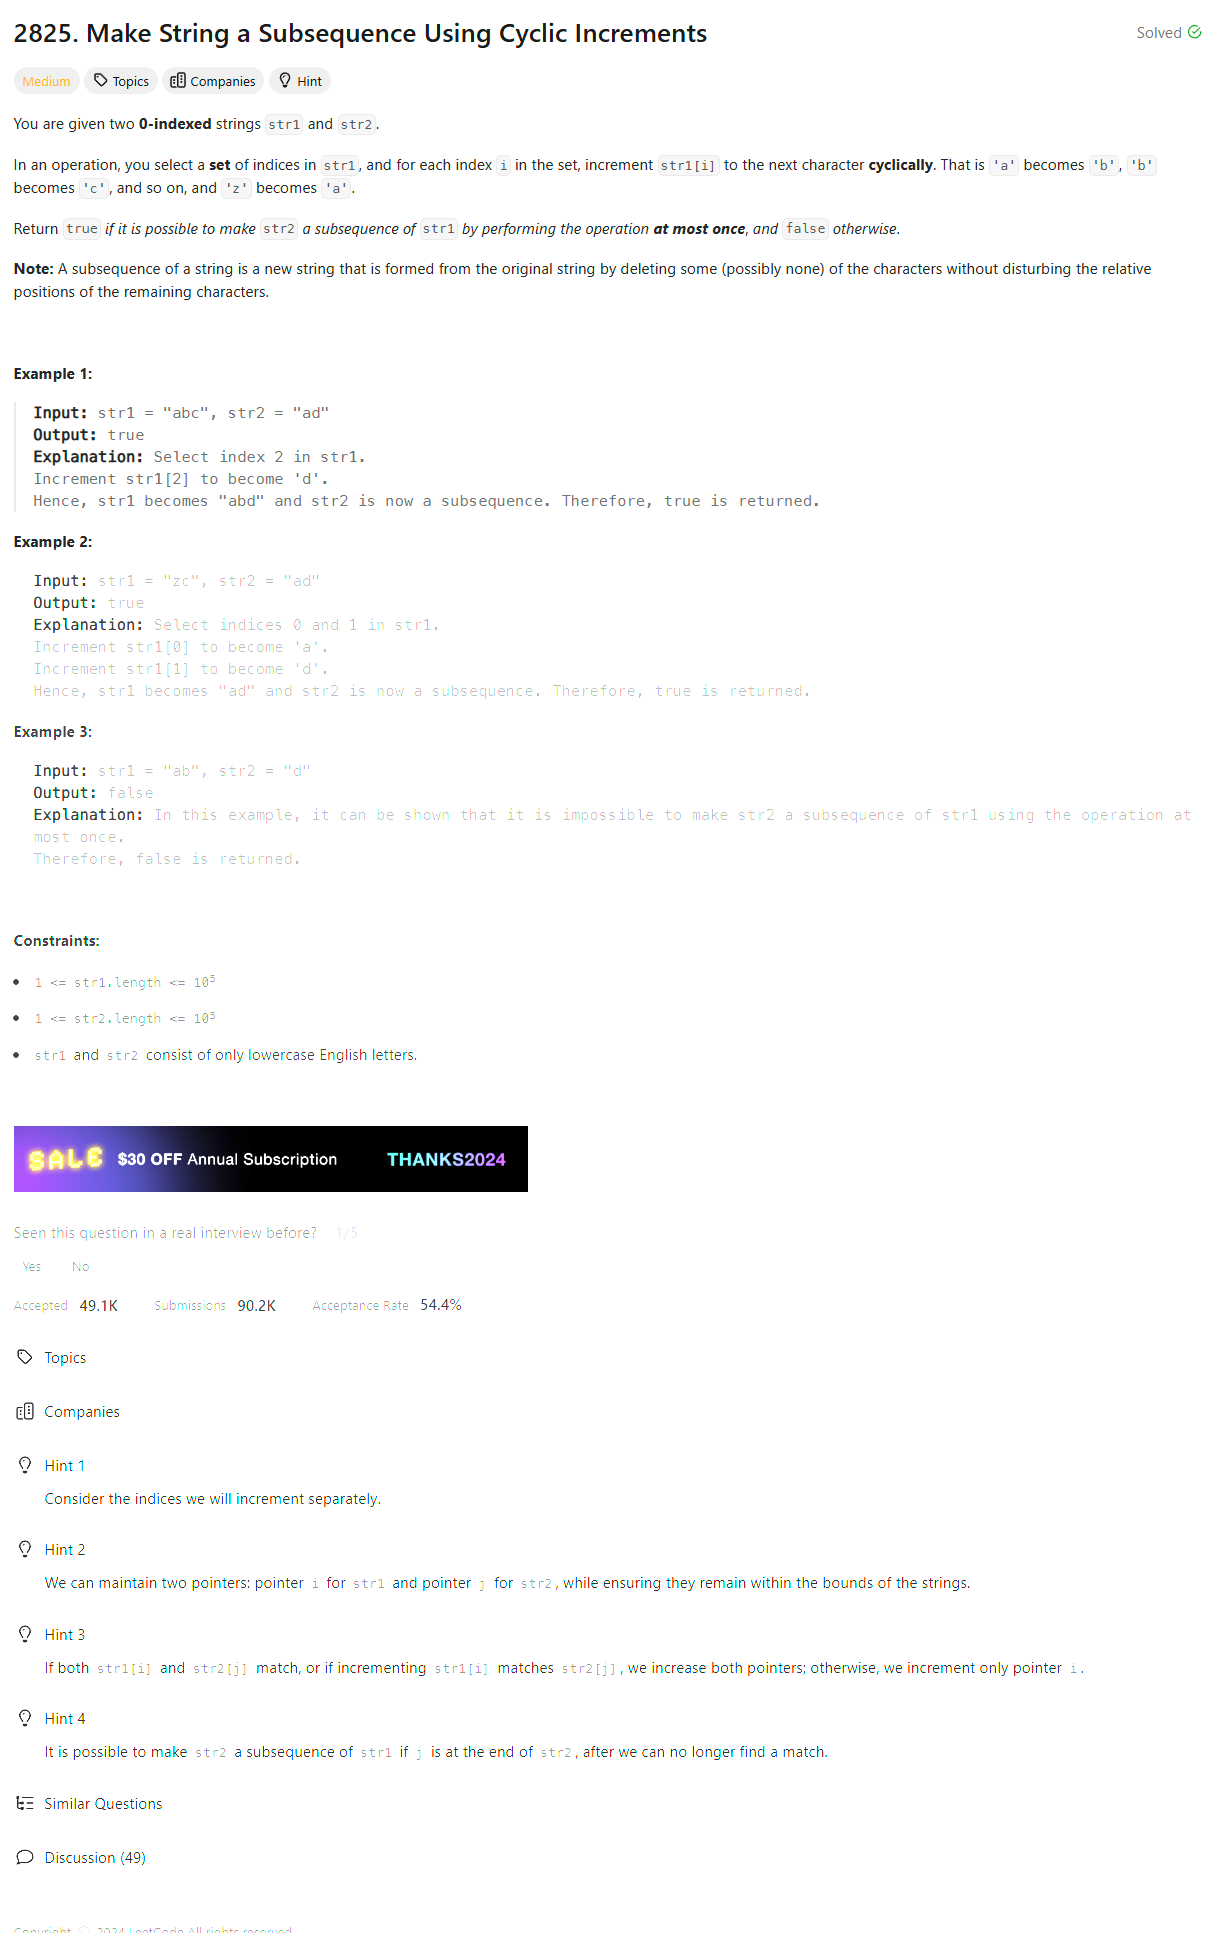 2825. Make String a Subsequence Using Cyclic Increments
Solved
Medium Topics Companies Hint
You are given two 0-indexed strings str1 and str2.
In an operation, you select a set of indices in str1, and for each index i in the set, increment str1[i] to the next character cyclically. That is 'a' becomes 'b', 'b'
becomes 'c', and so on, and 'z' becomes 'a'.
Return true if it is possible to make str2 a subsequence of str1 by performing the operation at most once, and false otherwise.
Note: A subsequence of a string is a new string that is formed from the original string by deleting some (possibly none) of the characters without disturbing the relative
positions of the remaining characters.
Example 1:
Input: str1 = "abc", str2 = "ad"
Output: true
Explanation: Select index 2 in str1.
Increment str1[2] to become 'd'.
Hence, str1 becomes "abd" and str2 is now a subsequence. Therefore, true is returned.
Example 2:
Input: str1 = "zc", str2 = "ad"
Output: true
Explanation: Select indices 0 and 1 in str1.
Increment str1[0] to become 'a'.
Increment str1[1] to become 'd'.
Hence, str1 becomes "ad" and str2 is now a subsequence. Therefore, true is returned.
Example 3:
Input: str1 = "ab", str2 = "d"
Output: false
Explanation: In this example, it can be shown that it is impossible to make str2 a subsequence of str1 using the operation at
most once.
Therefore, false is returned.
Constraints:
• 1 <= str1.length <= 10⁵
• 1 <= str2.length <= 10⁵
• str1 and str2 consist of only lowercase English letters.
SALE $30 OFF Annual Subscription THANKS2024
Seen this question in a real interview before? 1/5
Yes No
Accepted 49.1K Submissions 90.2K Acceptance Rate 54.4%
Topics
Companies
Hint 1
Consider the indices we will increment separately.
Hint 2
We can maintain two pointers: pointer i for str1 and pointer j for str2, while ensuring they remain within the bounds of the strings.
Hint 3
If both str1[i] and str2[j] match, or if incrementing str1[i] matches str2[j], we increase both pointers; otherwise, we increment only pointer i.
Hint 4
It is possible to make str2 a subsequence of str1 if j is at the end of str2, after we can no longer find a match.
Similar Questions
Discussion (49)
Copyright © 2024 LeetCode All rights reserved